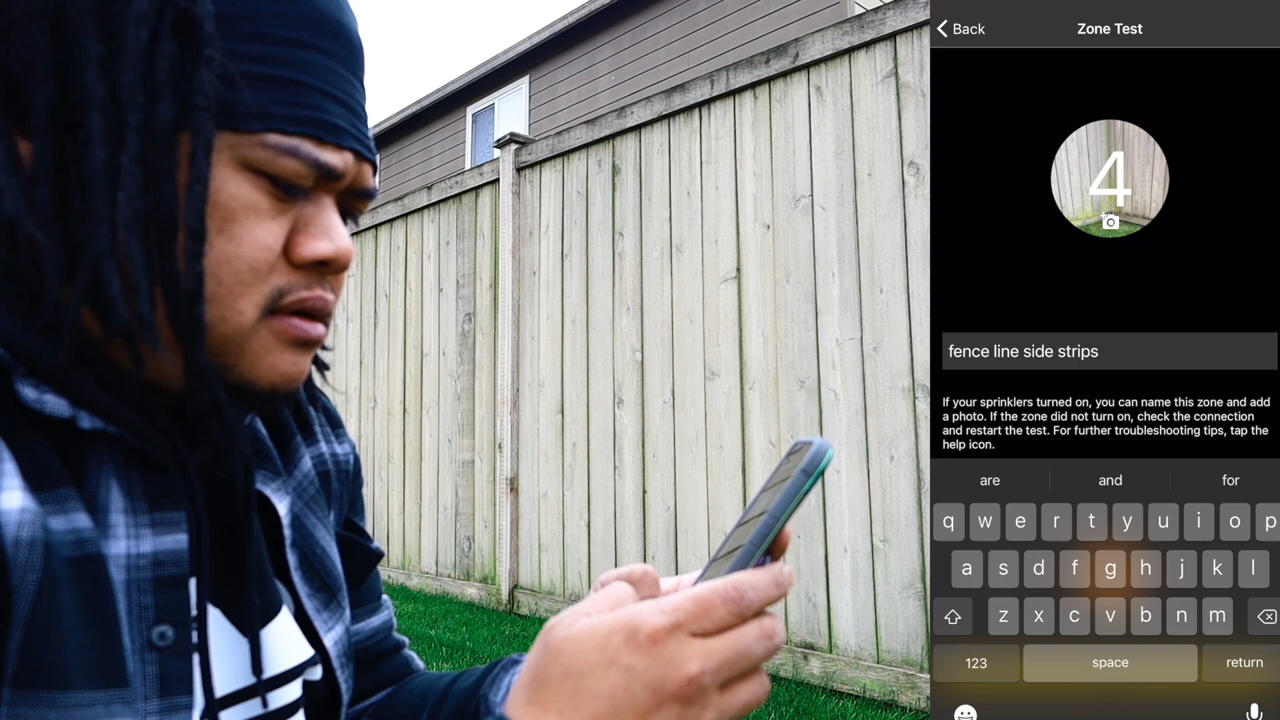 Back
Zone Test
4
fence line side strips
If your sprinklers turned on, you can name this zone and add
a photo. If the zone did not turn on, check the connection
and restart the test. For further troubleshooting tips, tap the
help icon.
are and for
q w e r t y u i o p
a s d f g h j k l
z x c v b n m
123 space return